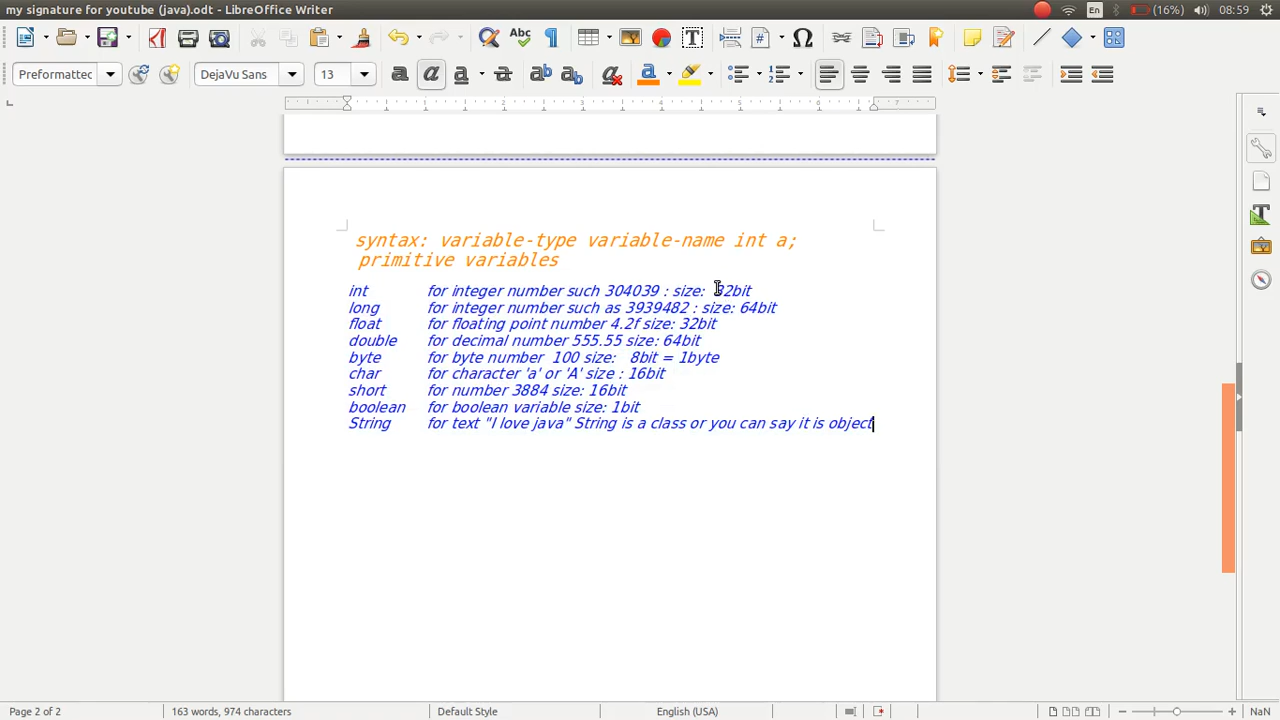 my signature for youtube (java).odt - LibreOffice Writer
En (16%) 08:59
Preformattec DejaVu Sans 13
syntax: variable-type variable-name int a;
primitive variables
int for integer number such 304039 : size: 32bit
long for integer number such as 3939482 : size: 64bit
float for floating point number 4.2f size: 32bit
double for decimal number 555.55 size: 64bit
byte for byte number 100 size: 8bit = 1byte
char for character 'a' or 'A' size : 16bit
short for number 3884 size: 16bit
boolean for boolean variable size: 1bit
String for text "I love java" String is a class or you can say it is object
Page 2 of 2 163 words, 974 characters Default Style English (USA) NaN